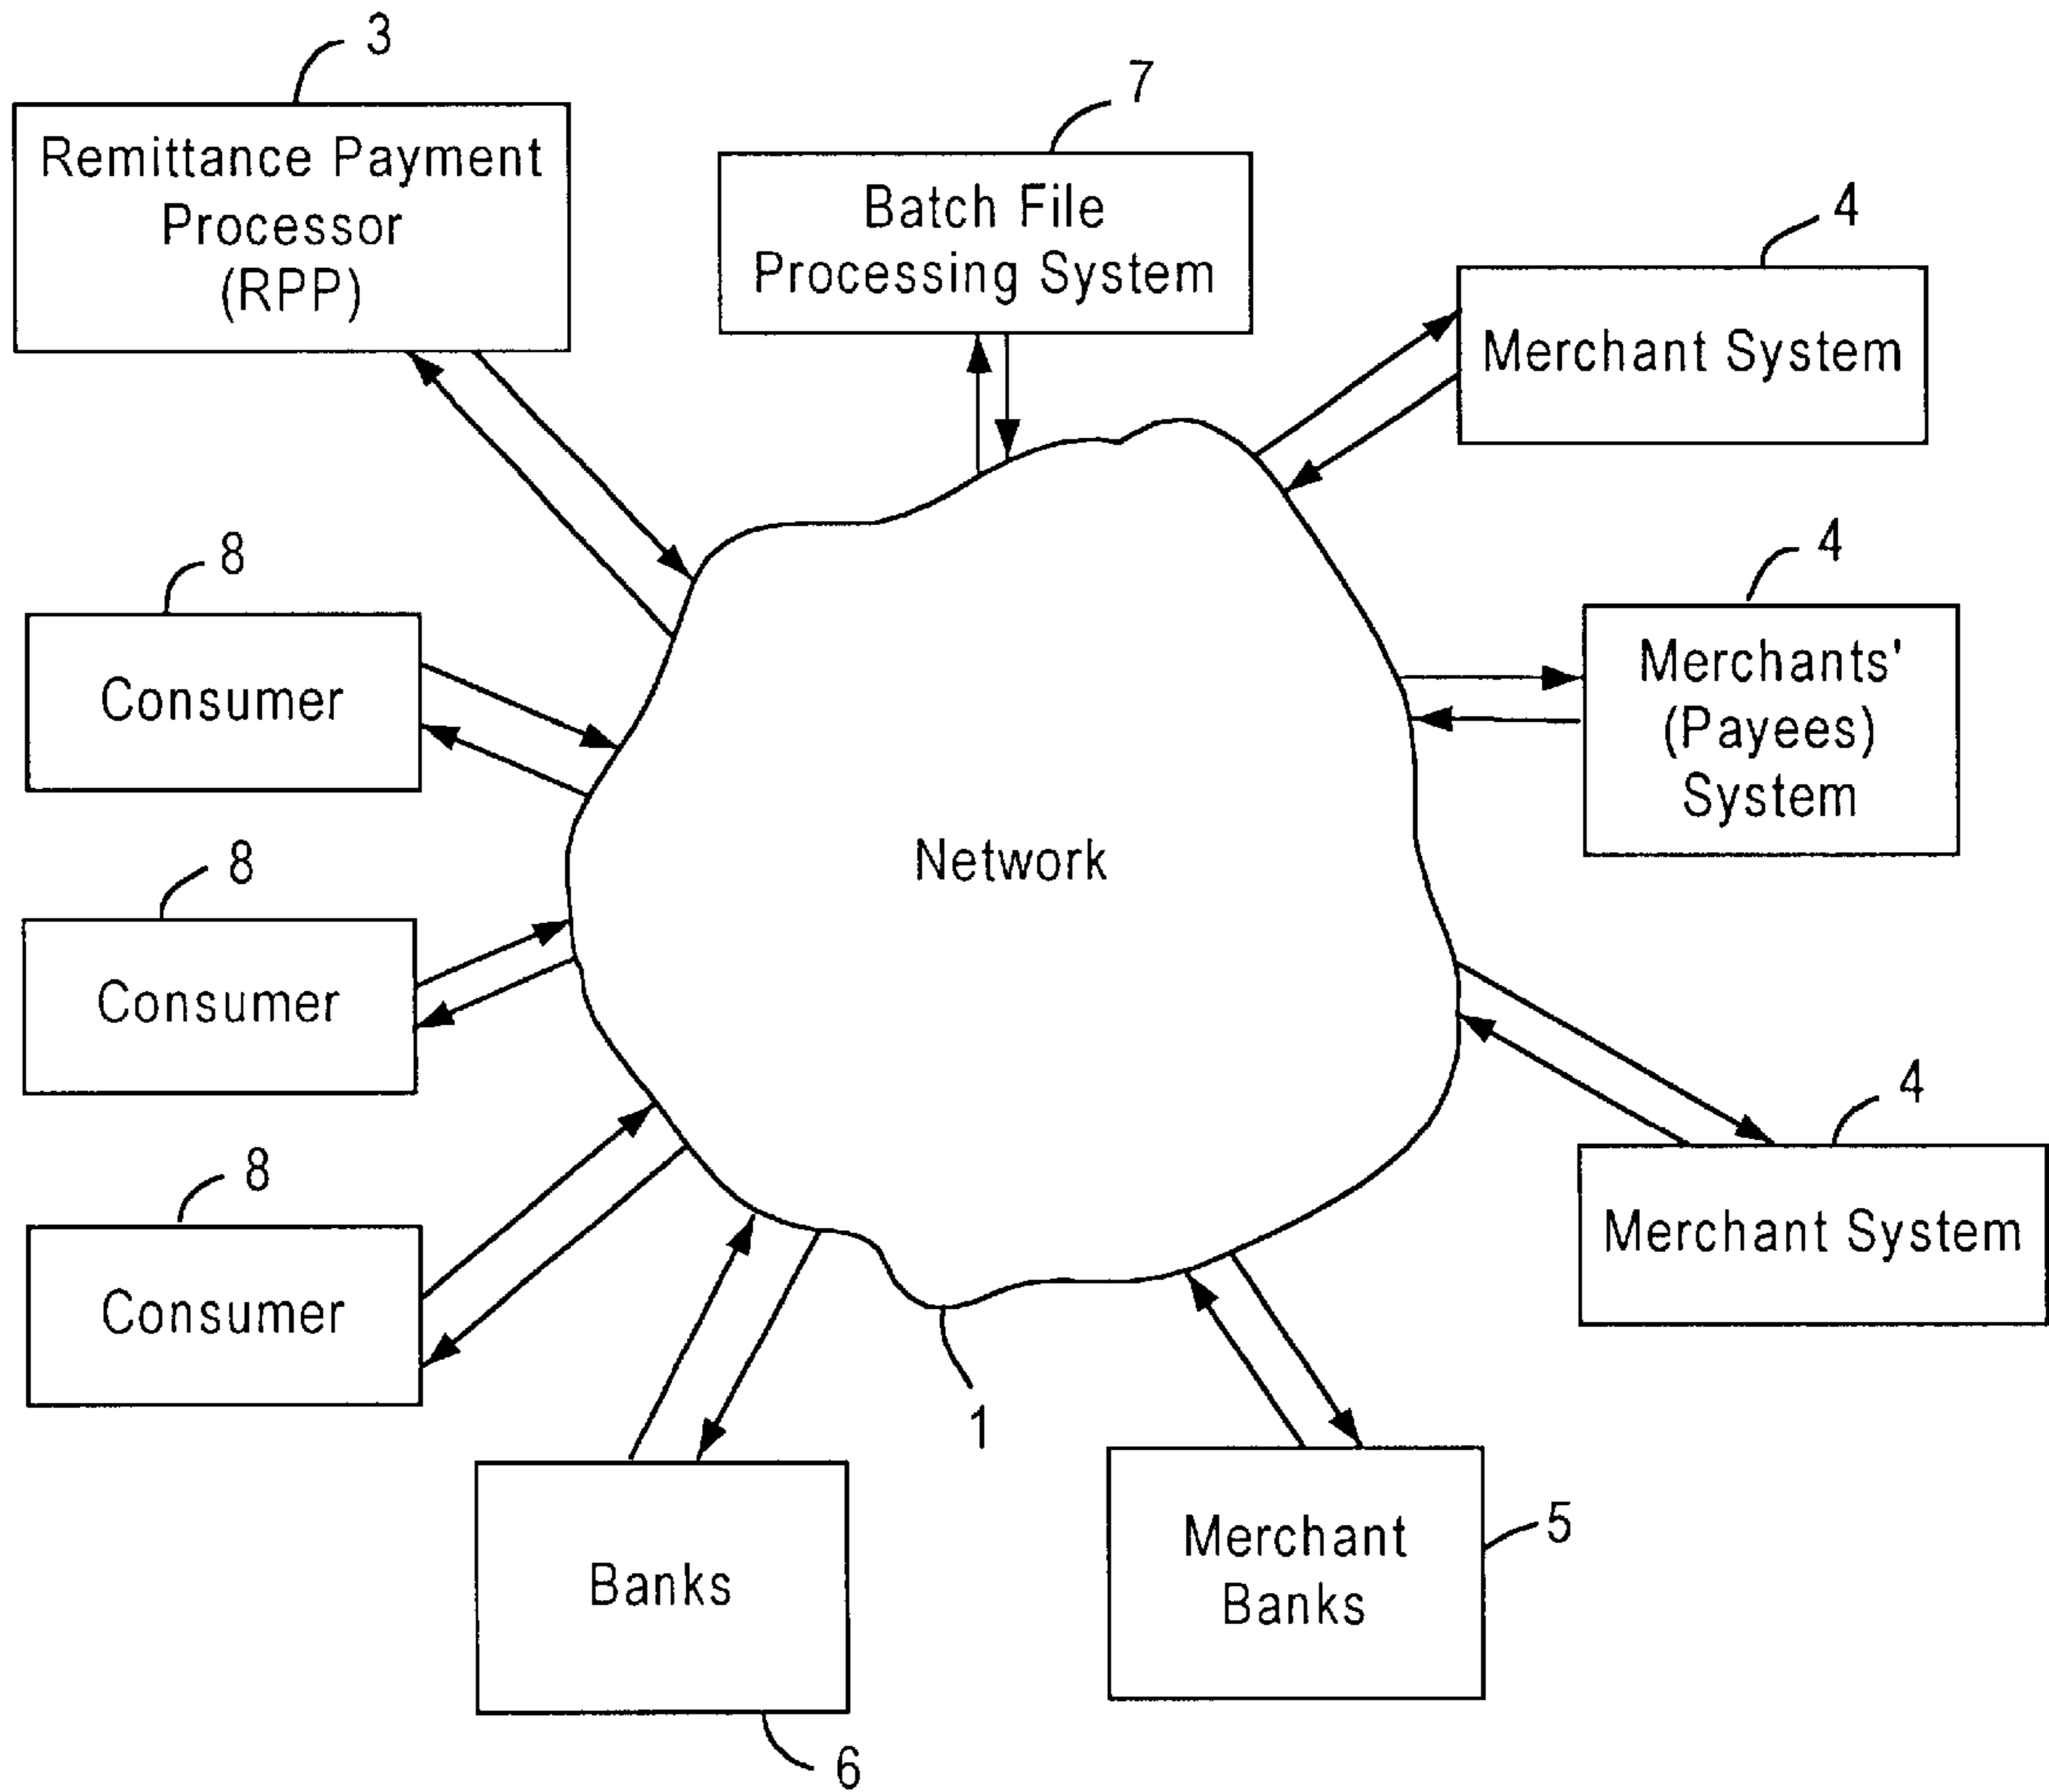 3
Remittance Payment
Processor
(RPP)
7
Batch File
Processing System
4
Merchant System
8
Consumer
4
Merchants'
(Payees)
System
Network
8
Consumer
4
Merchant System
8
Consumer
1
Banks
6
Merchant
Banks
5